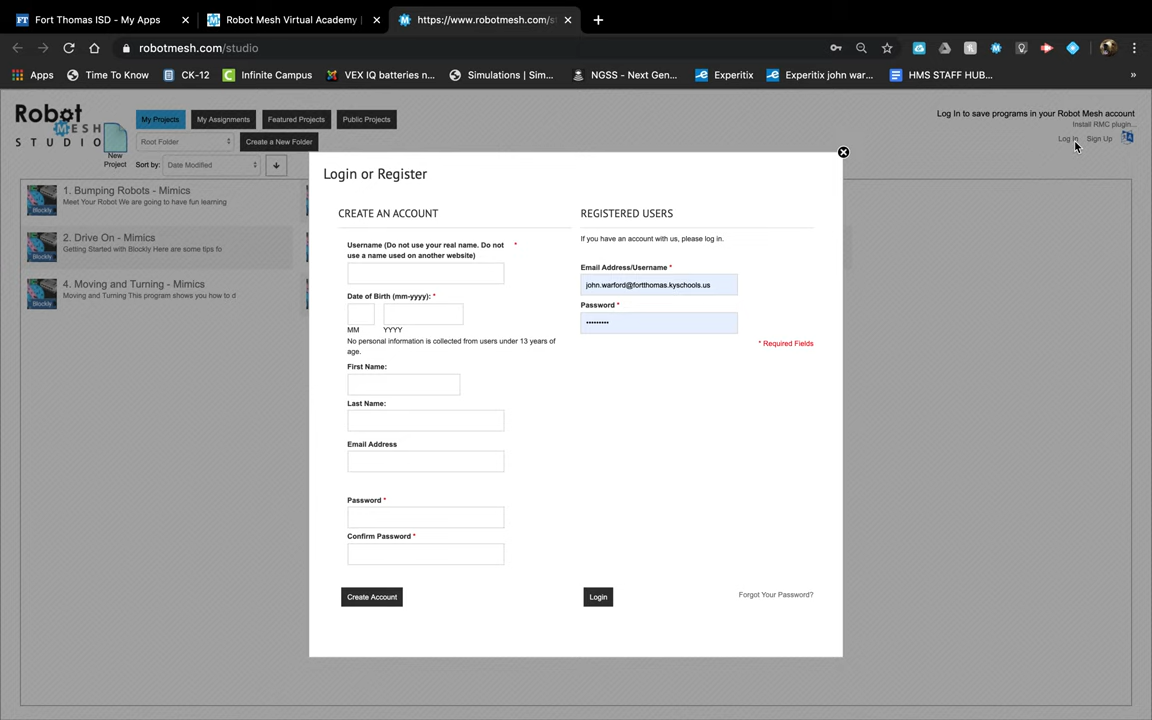 Fort Thomas ISD - My Apps
Robot Mesh Virtual Academy
https://www.robotmesh.com/st
robotmesh.com/studio
Apps
Time To Know
CK-12
Infinite Campus
VEX IQ batteries n...
Simulations | Sim...
NGSS - Next Gen...
Experitix
Experitix john war...
HMS STAFF HUB...
»
Robot
MESH
STUDIO
New
Project
My Projects
My Assignments
Featured Projects
Public Projects
Root Folder
Create a New Folder
Sort by:
Date Modified
Log In to save programs in your Robot Mesh account
Install RMC plugin...
Log In
Sign Up
Blockly
1. Bumping Robots - Mimics
Meet Your Robot We are going to have fun learning
Blockly
2. Drive On - Mimics
Getting Started with Blockly Here are some tips fo
Blockly
4. Moving and Turning - Mimics
Moving and Turning This program shows you how to d
Login or Register
CREATE AN ACCOUNT
Username (Do not use your real name. Do not *
use a name used on another website)
Date of Birth (mm-yyyy): *
MM YYYY
No personal information is collected from users under 13 years of
age.
First Name:
Last Name:
Email Address
Password *
Confirm Password *
Create Account
REGISTERED USERS
If you have an account with us, please log in.
Email Address/Username *
john.warford@fortthomas.kyschools.us
Password *
•••••••••
* Required Fields
Login
Forgot Your Password?